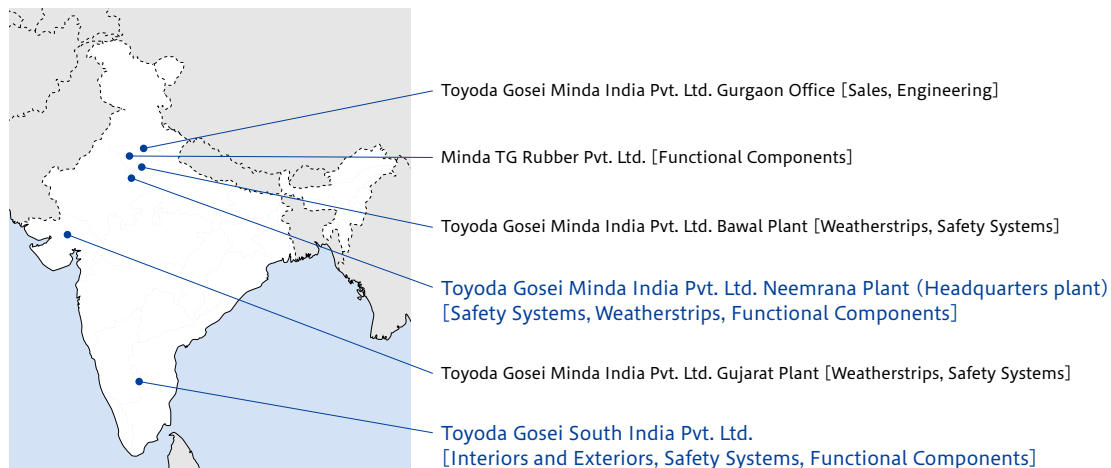 Toyoda Gosei Minda India Pvt. Ltd. Gurgaon Office [Sales, Engineering]
Minda TG Rubber Pvt. Ltd. [Functional Components]
Toyoda Gosei Minda India Pvt. Ltd. Bawal Plant [Weatherstrips, Safety Systems]
Toyoda Gosei Minda India Pvt. Ltd. Neemrana Plant (Headquarters plant)
[Safety Systems, Weatherstrips, Functional Components]
Toyoda Gosei Minda India Pvt. Ltd. Gujarat Plant [Weatherstrips, Safety Systems]
Toyoda Gosei South India Pvt. Ltd.
[Interiors and Exteriors, Safety Systems, Functional Components]